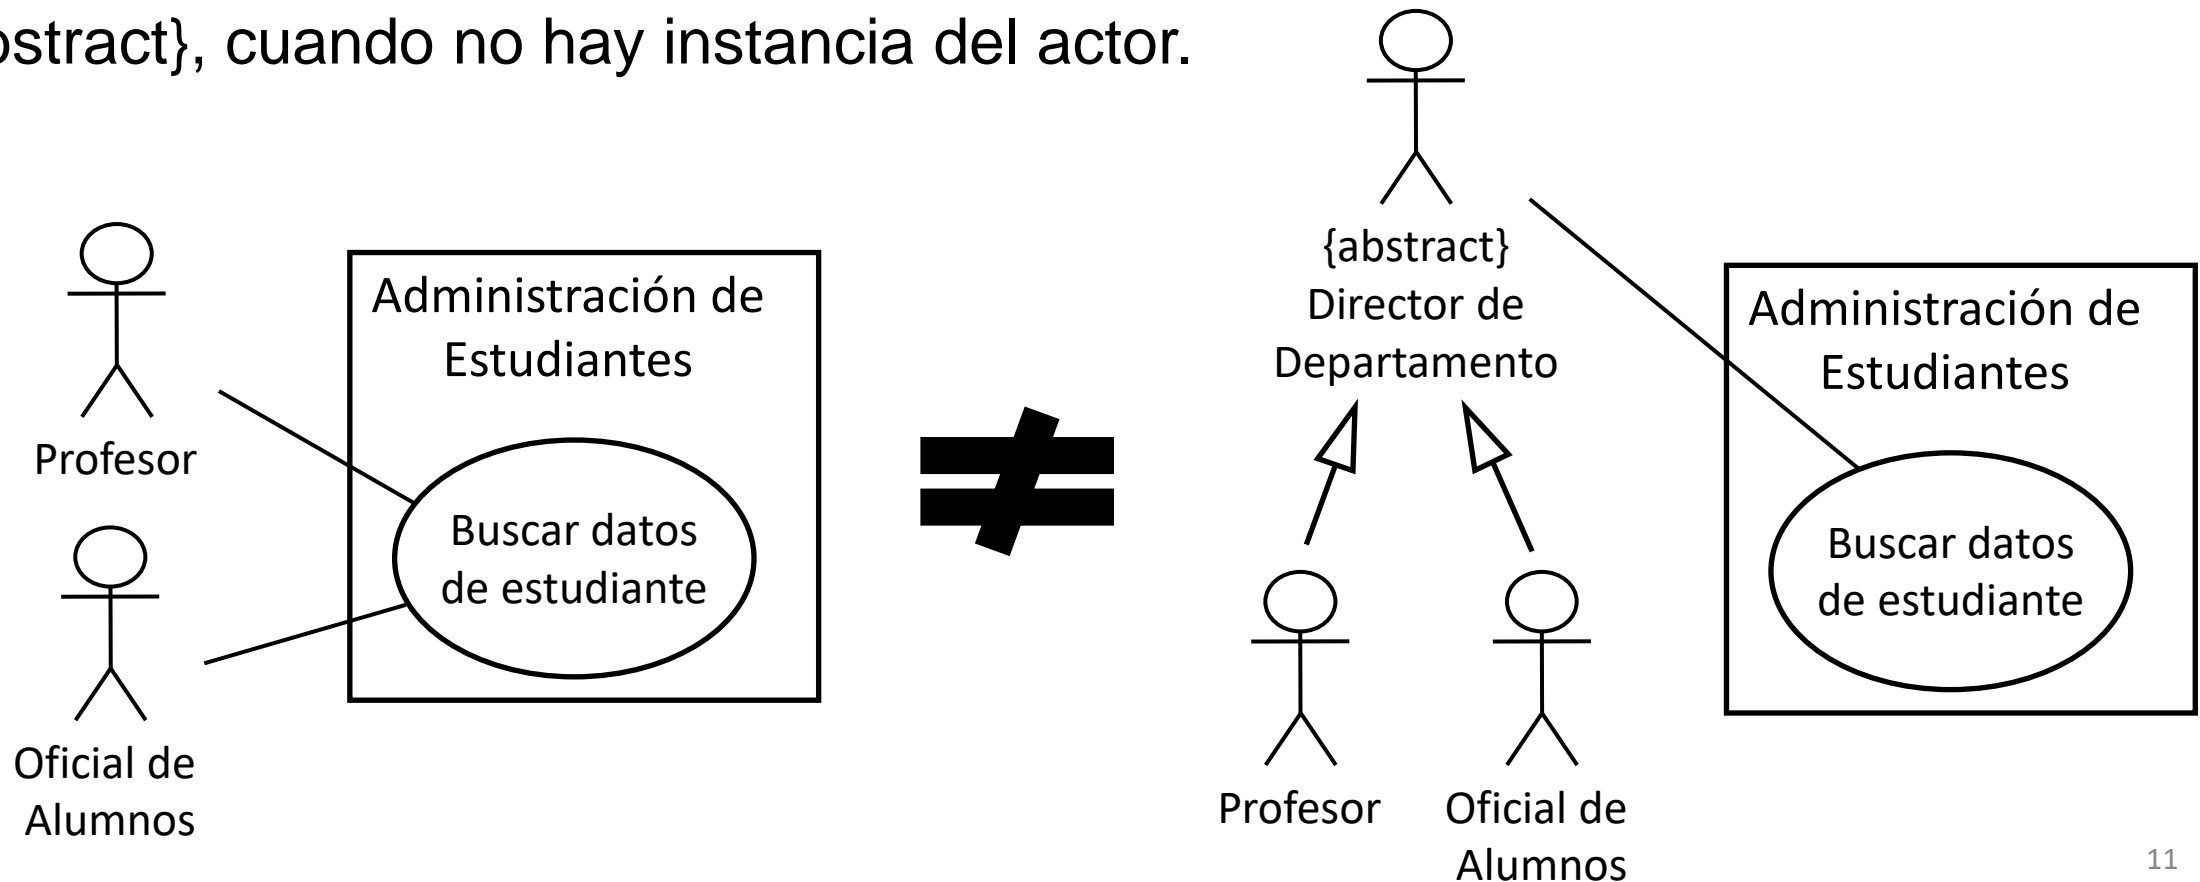 ostract}, cuando no hay instancia del actor.
Profesor
Oficial de
Alumnos
Administración de
Estudiantes
Buscar datos
de estudiante
≠
{abstract}
Director de
Departamento
Profesor
Oficial de
Alumnos
Administración de
Estudiantes
Buscar datos
de estudiante
11